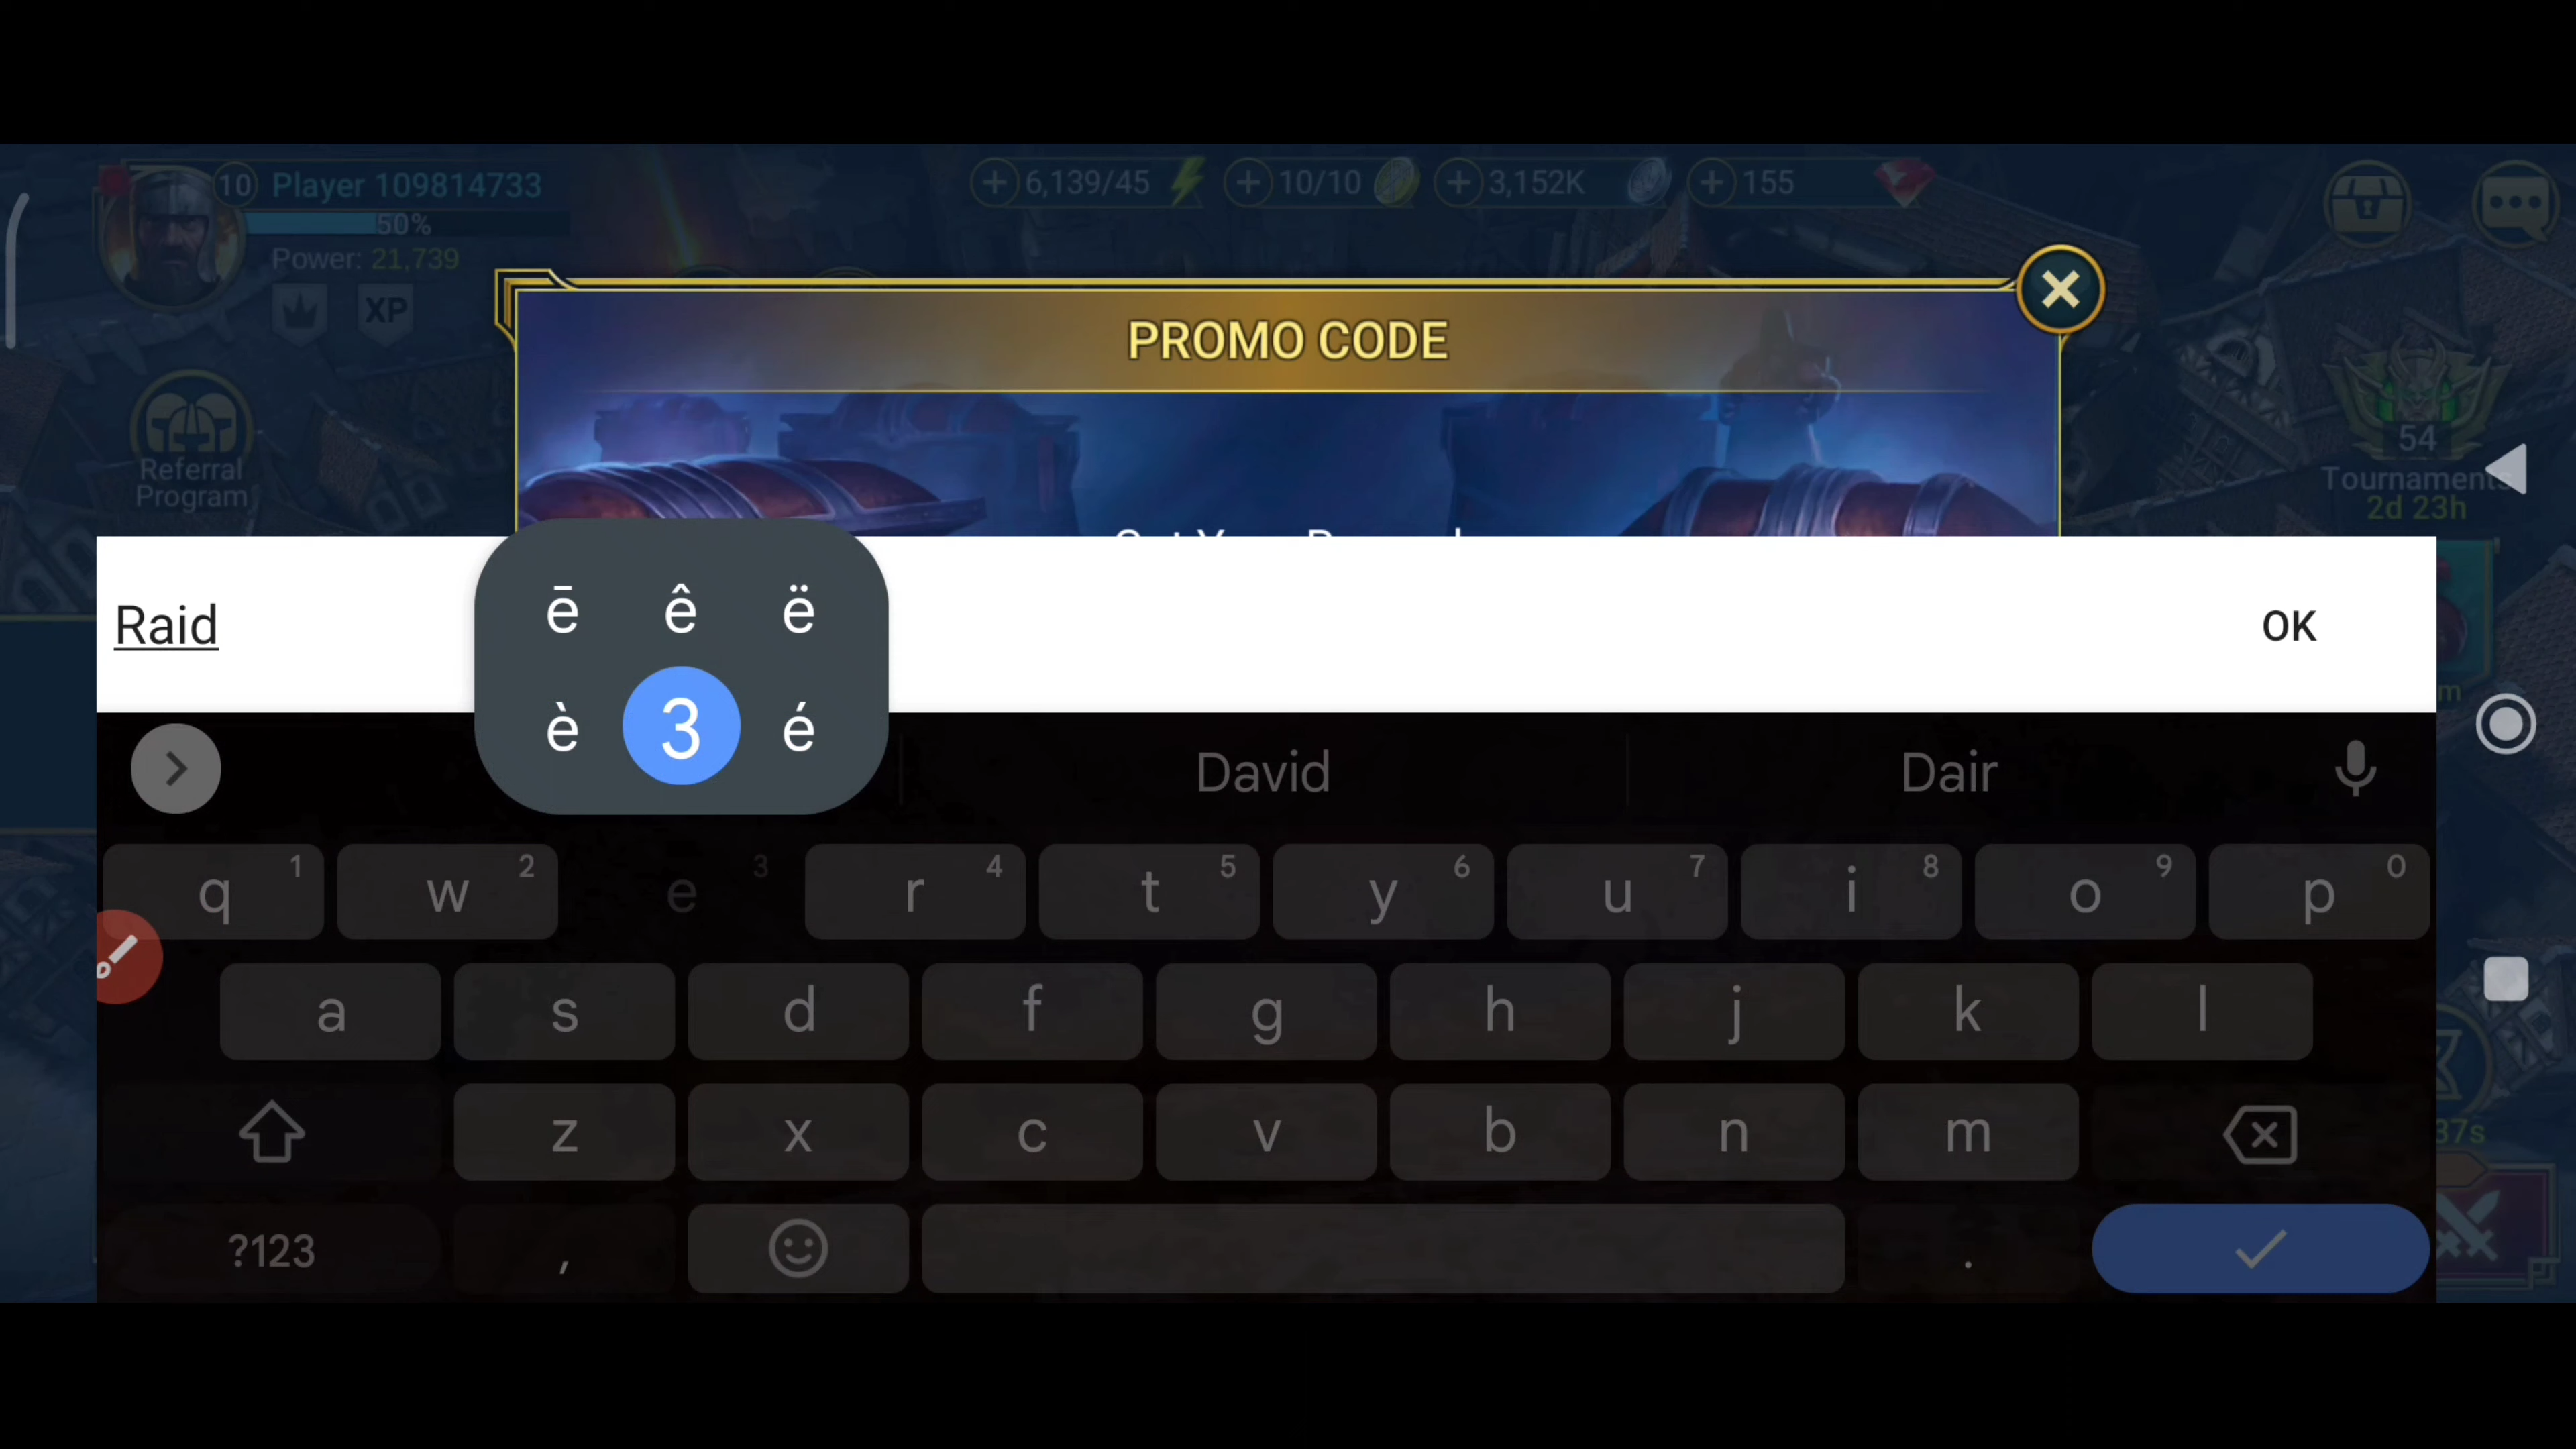 10 Player 109814733
50%
Power: 21,739
XP
6,139/45
10/10
3,152K
155
PROMO CODE
Referral
Program
54
Tournaments
2d 23h
Raid
OK
ē ê ë
è 3 é
David
Dair
q 1 w 2 e 3 r 4 t 5 y 6 u 7 i 8 o 9 p 0
a s d f g h j k l
z x c v b n m
37s
?123 , .